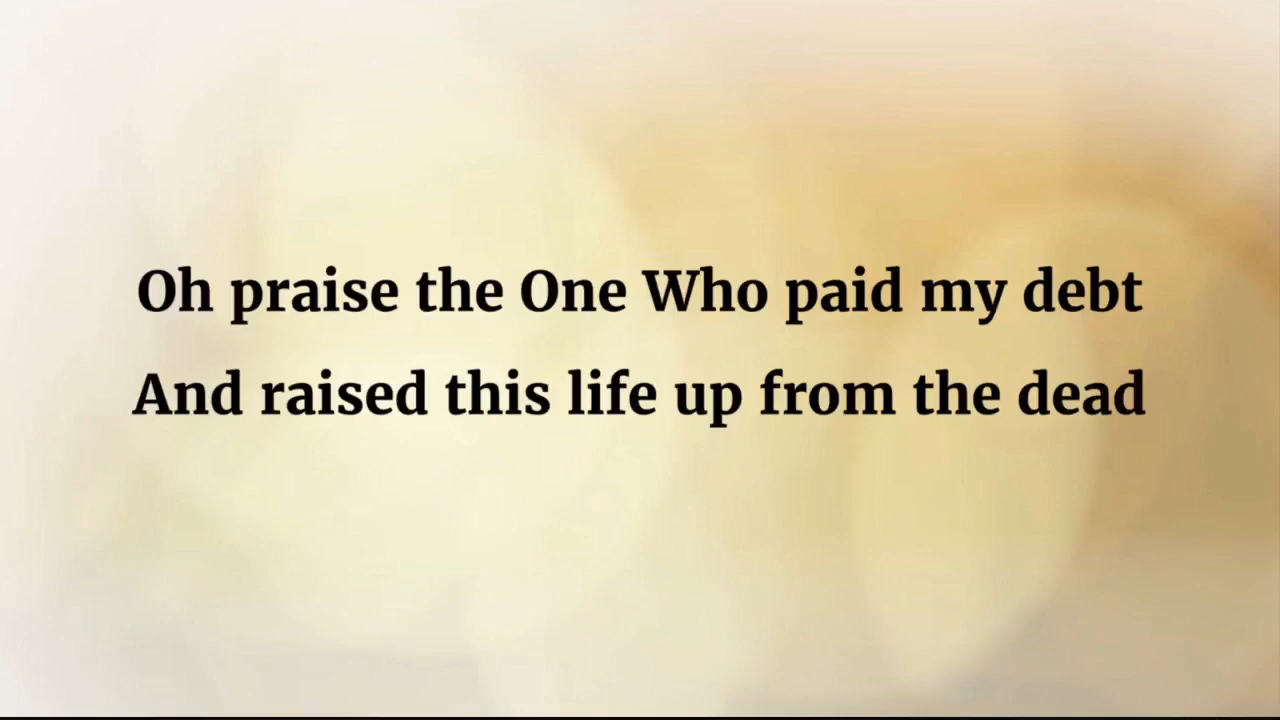 Oh praise the One Who paid my debt
And raised this life up from the dead